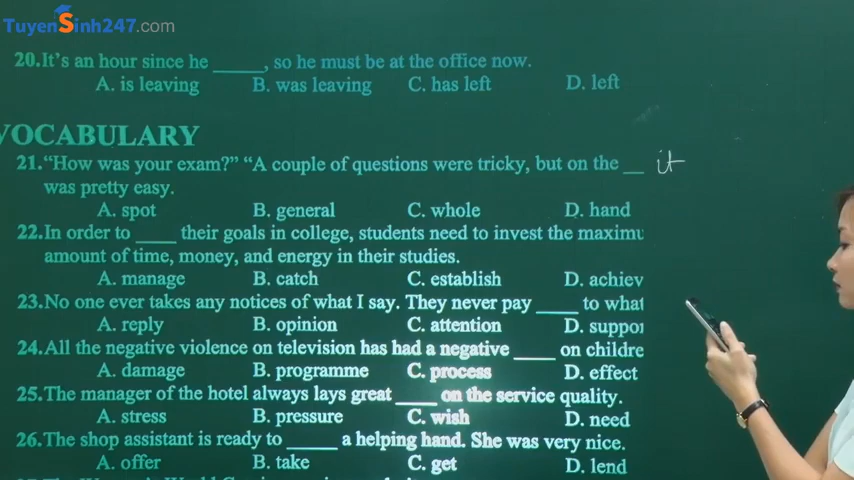 TuyenSinh247.com
20.It's an hour since he _____, so he must be at the office now.
A. is leaving B. was leaving C. has left D. left
VOCABULARY
21."How was your exam?" "A couple of questions were tricky, but on the __ it
was pretty easy.
A. spot B. general C. whole D. hand
22.In order to ____ their goals in college, students need to invest the maximu
amount of time, money, and energy in their studies.
A. manage B. catch C. establish D. achiev
23.No one ever takes any notices of what I say. They never pay ____ to what
A. reply B. opinion C. attention D. suppor
24.All the negative violence on television has had a negative ____ on childre
A. damage B. programme C. process D. effect
25.The manager of the hotel always lays great ____ on the service quality.
A. stress B. pressure C. wish D. need
26.The shop assistant is ready to _____ a helping hand. She was very nice.
A. offer B. take C. get D. lend